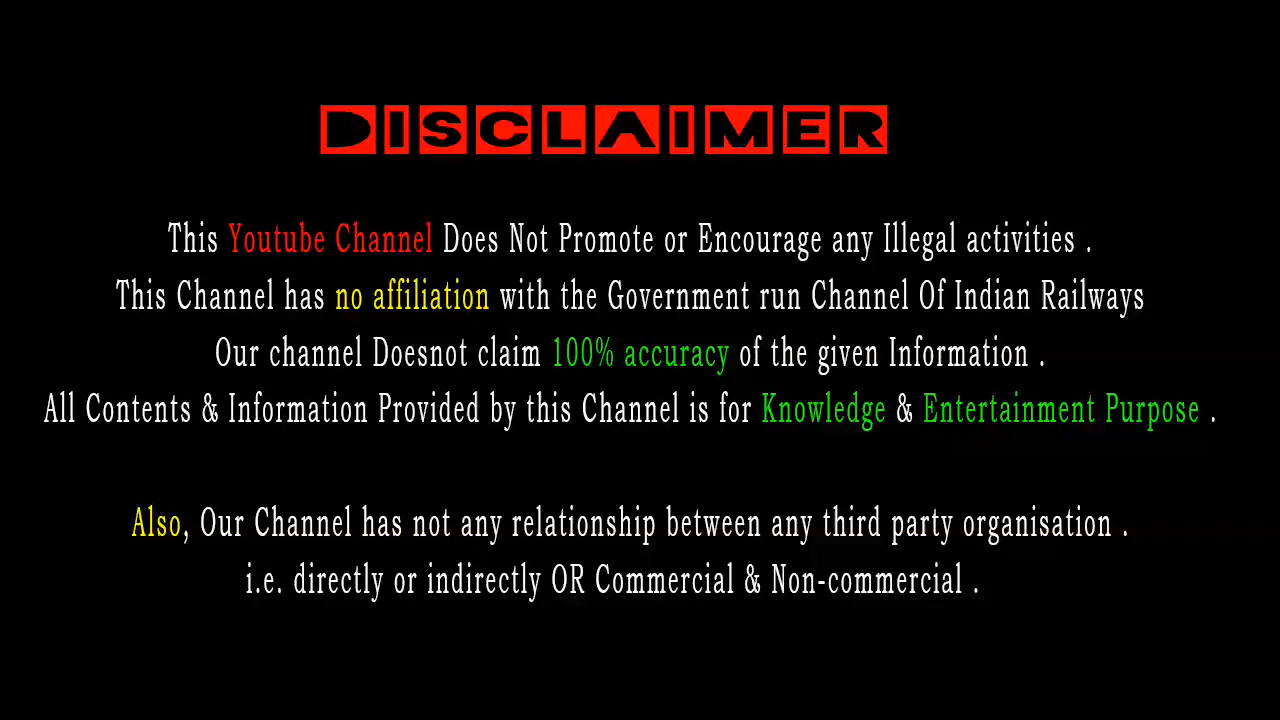 DISCLAIMER
This Youtube Channel Does Not Promote or Encourage any Illegal activities .
This Channel has no affiliation with the Government run Channel Of Indian Railways
Our channel Doesnot claim 100% accuracy of the given Information .
All Contents & Information Provided by this Channel is for Knowledge & Entertainment Purpose .
Also, Our Channel has not any relationship between any third party organisation .
i.e. directly or indirectly OR Commercial & Non-commercial .